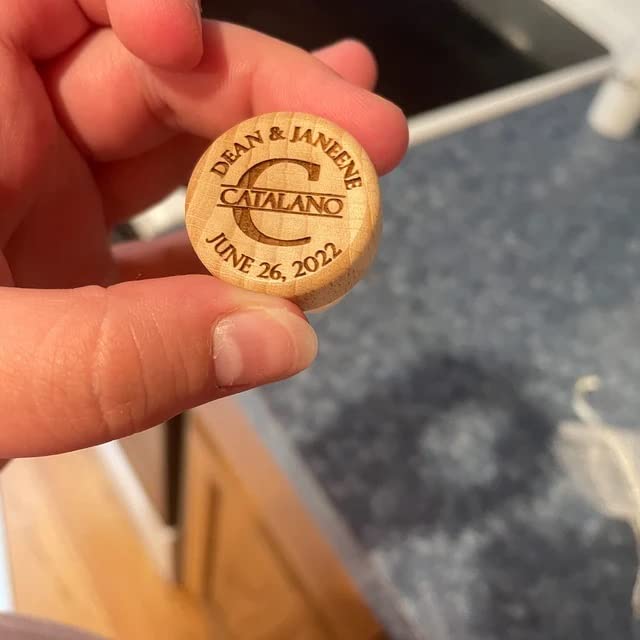 DEAN & JANEENE
C
CATALANO
JUNE 26, 2022